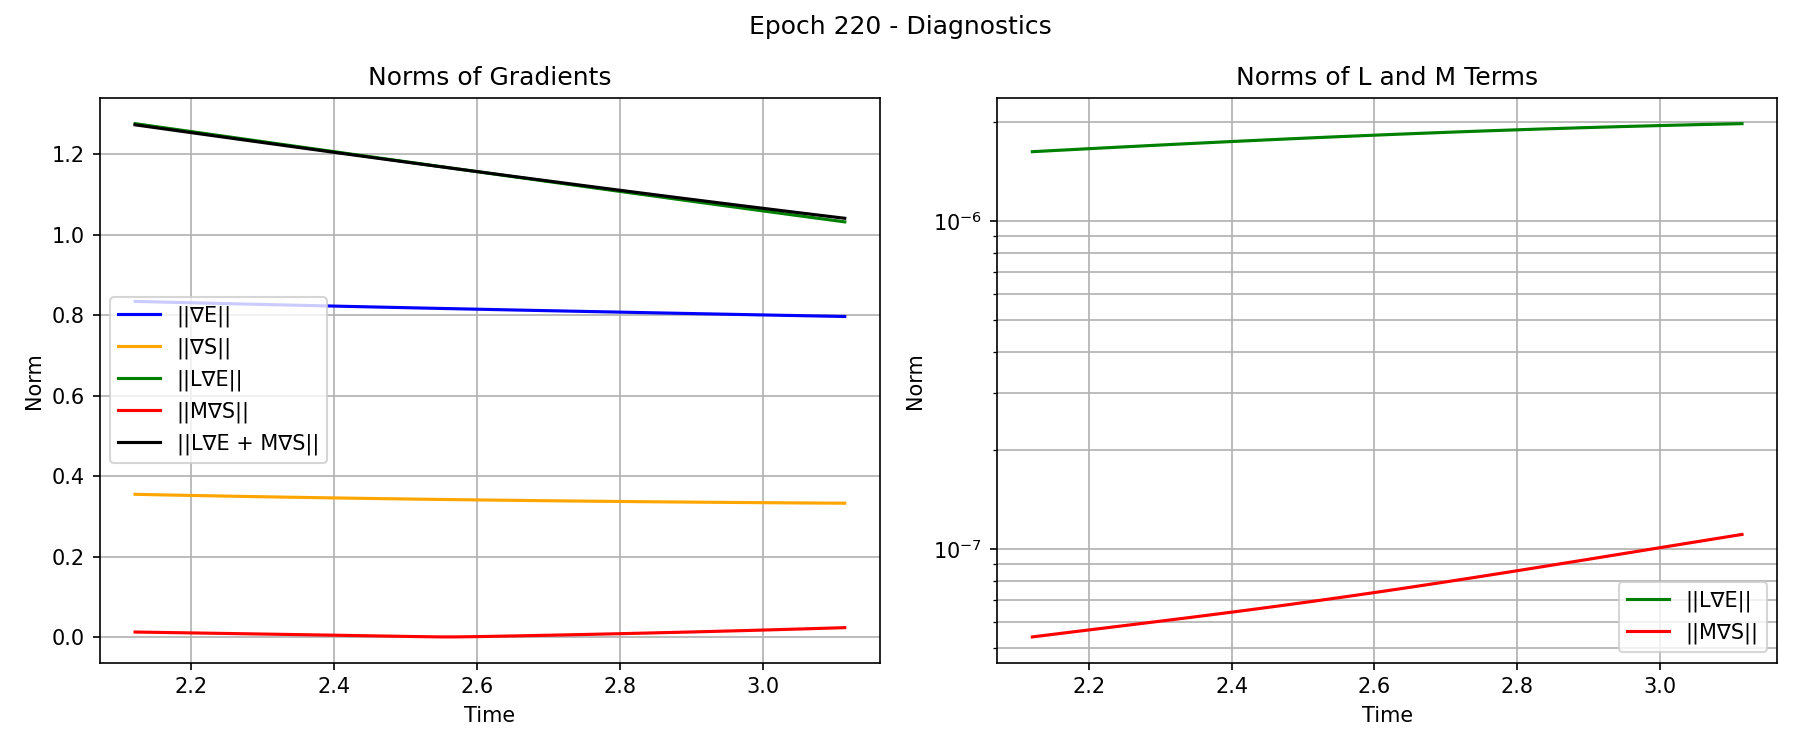 Epoch 220 - Diagnostics
Norms of Gradients
Norm
1.2
1.0
0.8
0.6
0.4
0.2
0.0
||∇E||
||∇S||
||L∇E||
||M∇S||
||L∇E + M∇S||
2.2 2.4 2.6 2.8 3.0
Time
Norms of L and M Terms
Norm
10⁻⁶
10⁻⁷
||L∇E||
||M∇S||
2.2 2.4 2.6 2.8 3.0
Time